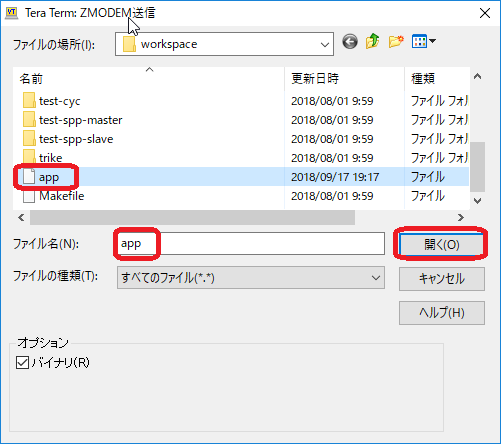 Tera Term: ZMODEM送信
ファイルの場所(I): workspace
名前 更新日時 種類
test-cyc 2018/08/01 9:59 ファイル フォル
test-spp-master 2018/08/01 9:59 ファイル フォル
test-spp-slave 2018/08/01 9:59 ファイル フォル
trike 2018/08/01 9:59 ファイル フォル
app 2018/09/17 19:17 ファイル
Makefile 2018/08/01 9:59 ファイル
ファイル名(N): app 開く(O)
ファイルの種類(T): すべてのファイル(*.*) キャンセル
ヘルプ(H)
オプション
バイナリ(R)